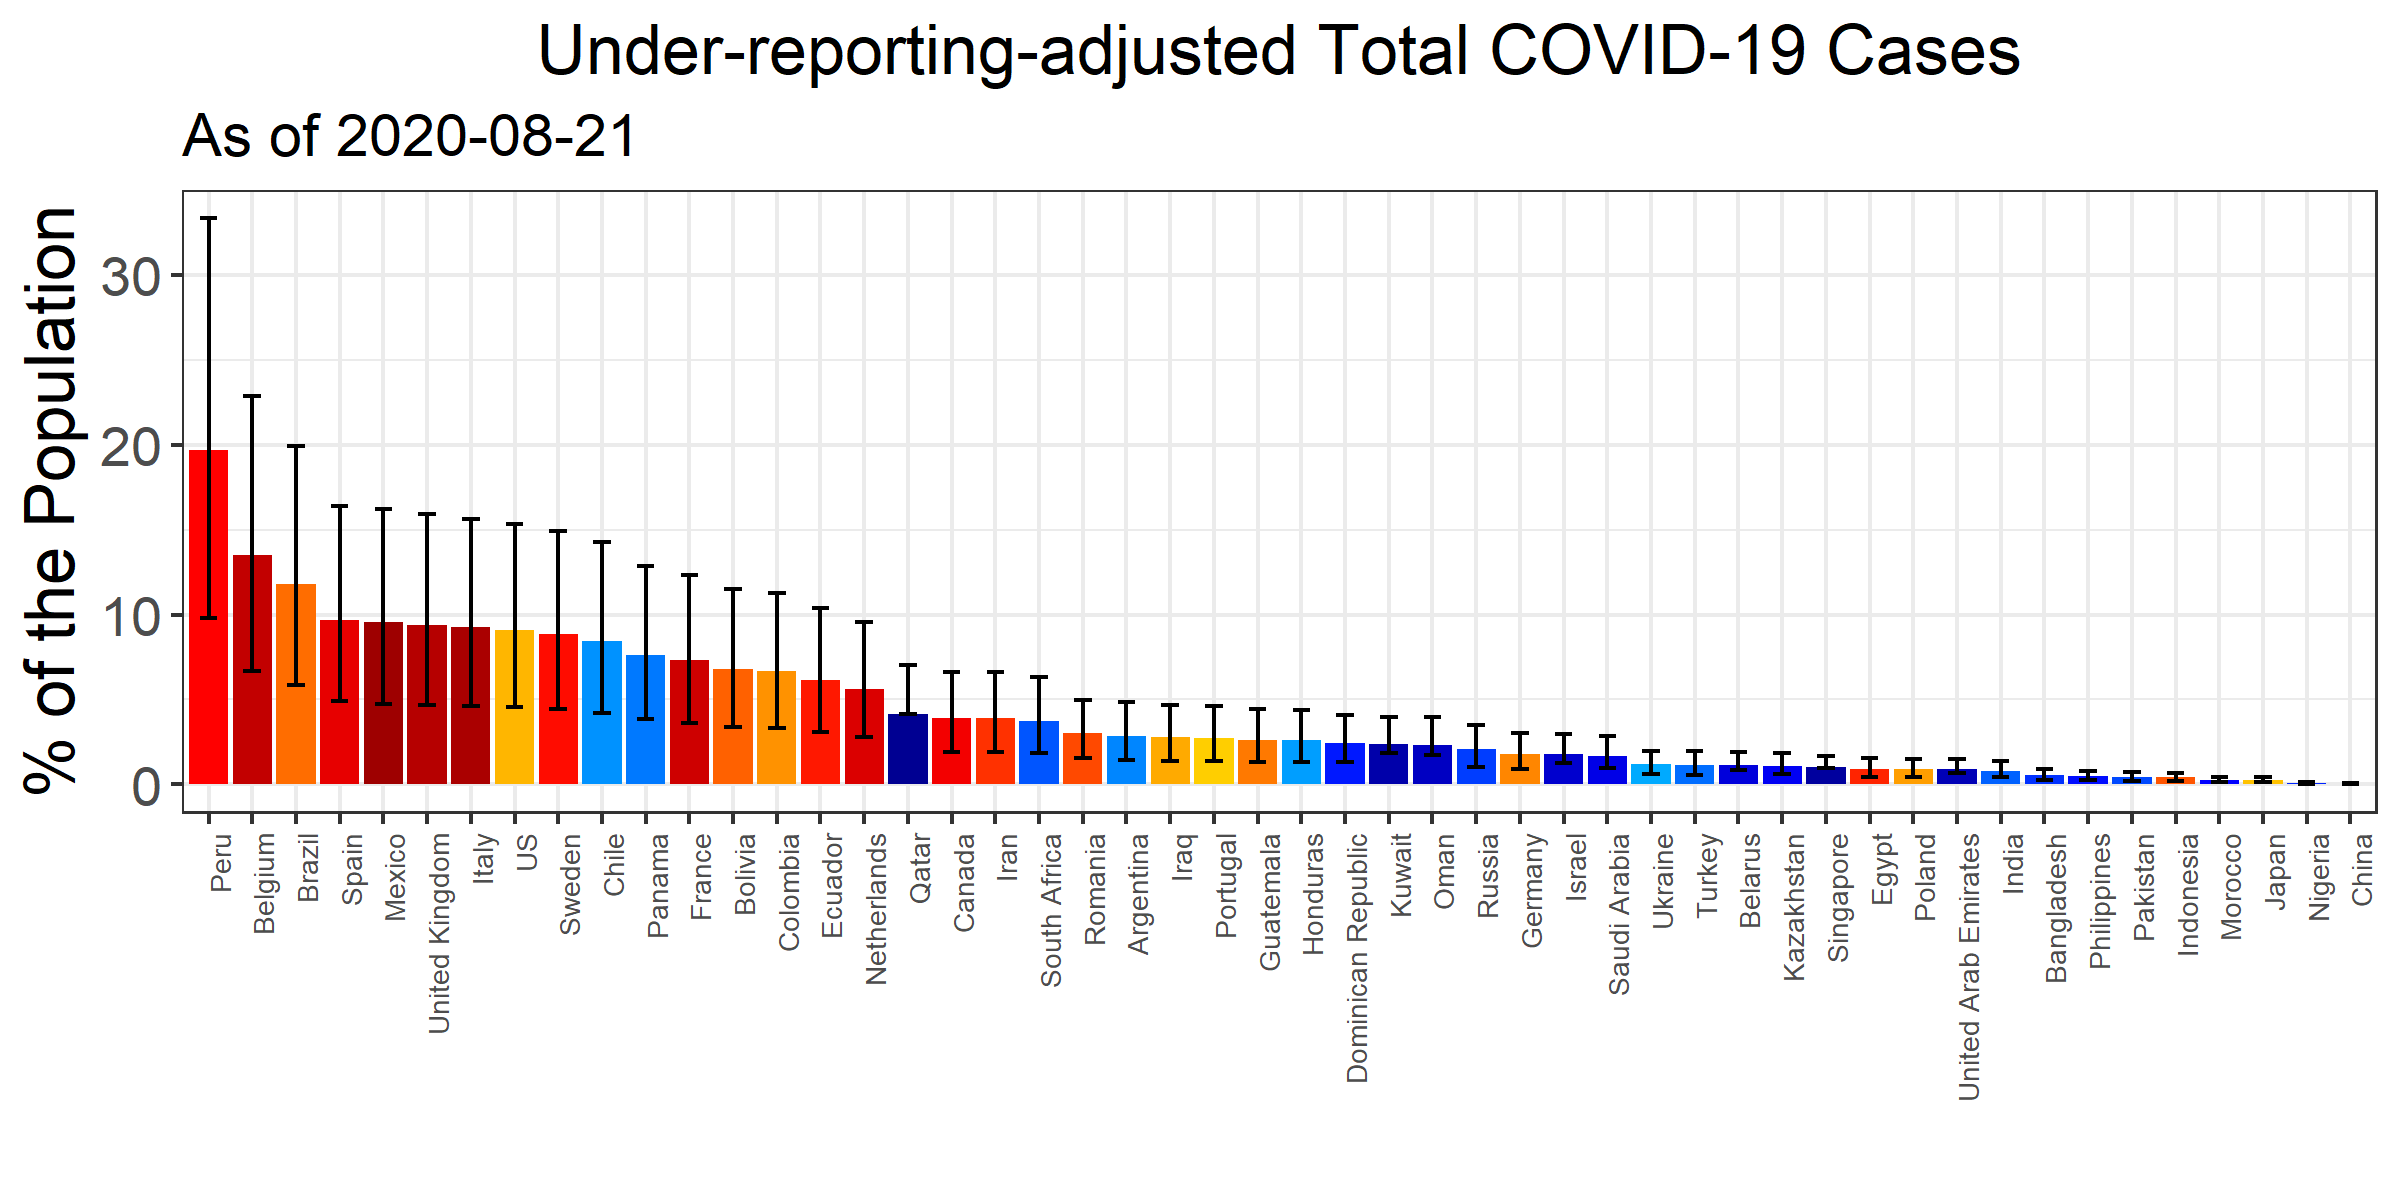 Under-reporting-adjusted Total COVID-19 Cases
As of 2020-08-21
% of the Population
30
20
10
0
Peru
Belgium
Brazil
Spain
Mexico
United Kingdom
Italy
US
Sweden
Chile
Panama
France
Bolivia
Colombia
Ecuador
Netherlands
Qatar
Canada
Iran
South Africa
Romania
Argentina
Iraq
Portugal
Guatemala
Honduras
Dominican Republic
Kuwait
Oman
Russia
Germany
Israel
Saudi Arabia
Ukraine
Turkey
Belarus
Kazakhstan
Singapore
Egypt
Poland
United Arab Emirates
India
Bangladesh
Philippines
Pakistan
Indonesia
Morocco
Japan
Nigeria
China